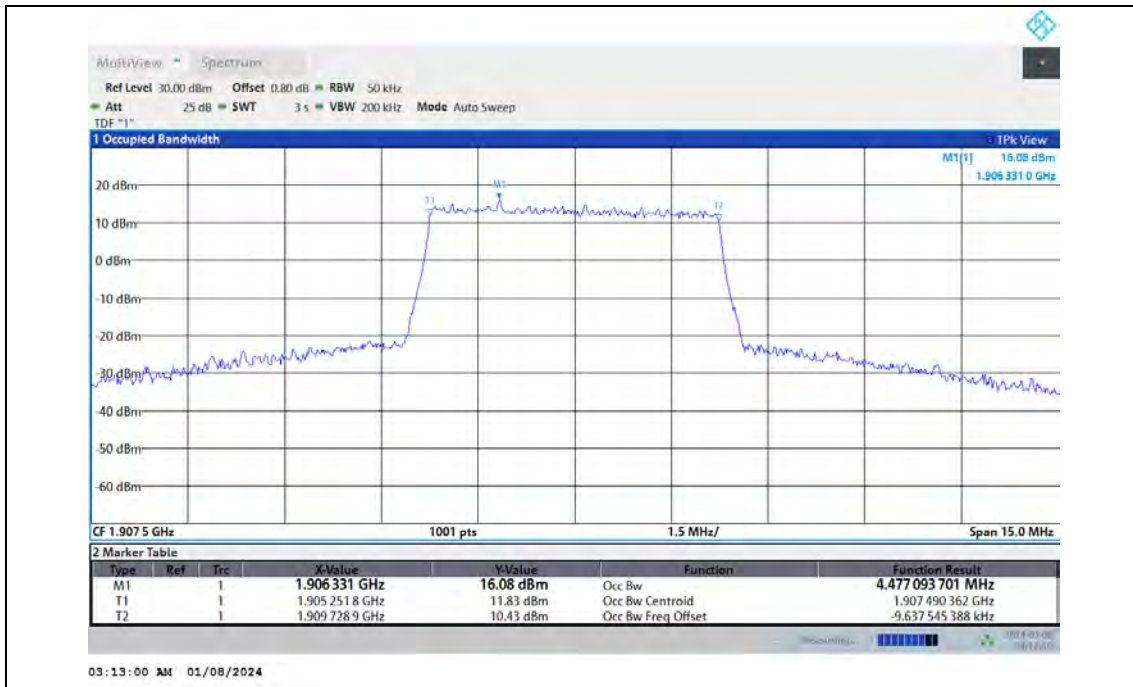 MultiView Spectrum
Ref Level 30.00 dBm Offset 0.80 dB RBW 50 kHz
Att 25 dB SWT 3 s VBW 200 kHz Mode Auto Sweep
TDF "1"
1 Occupied Bandwidth 1Pk View
M1[1] 16.08 dBm
1.906 331 0 GHz
20 dBm
M1
T1
T2
10 dBm
0 dBm
-10 dBm
-20 dBm
-30 dBm
-40 dBm
-50 dBm
-60 dBm
CF 1.907 5 GHz 1001 pts 1.5 MHz/ Span 15.0 MHz
2 Marker Table
Type Ref Trc X-Value Y-Value Function Function Result
M1 1 1.906 331 GHz 16.08 dBm Occ Bw 4.477 093 701 MHz
T1 1 1.905 251 8 GHz 11.83 dBm Occ Bw Centroid 1.907 490 362 GHz
T2 1 1.909 728 9 GHz 10.43 dBm Occ Bw Freq Offset -9.637 545 388 kHz
Measuring...
03:13:00 AM 01/08/2024